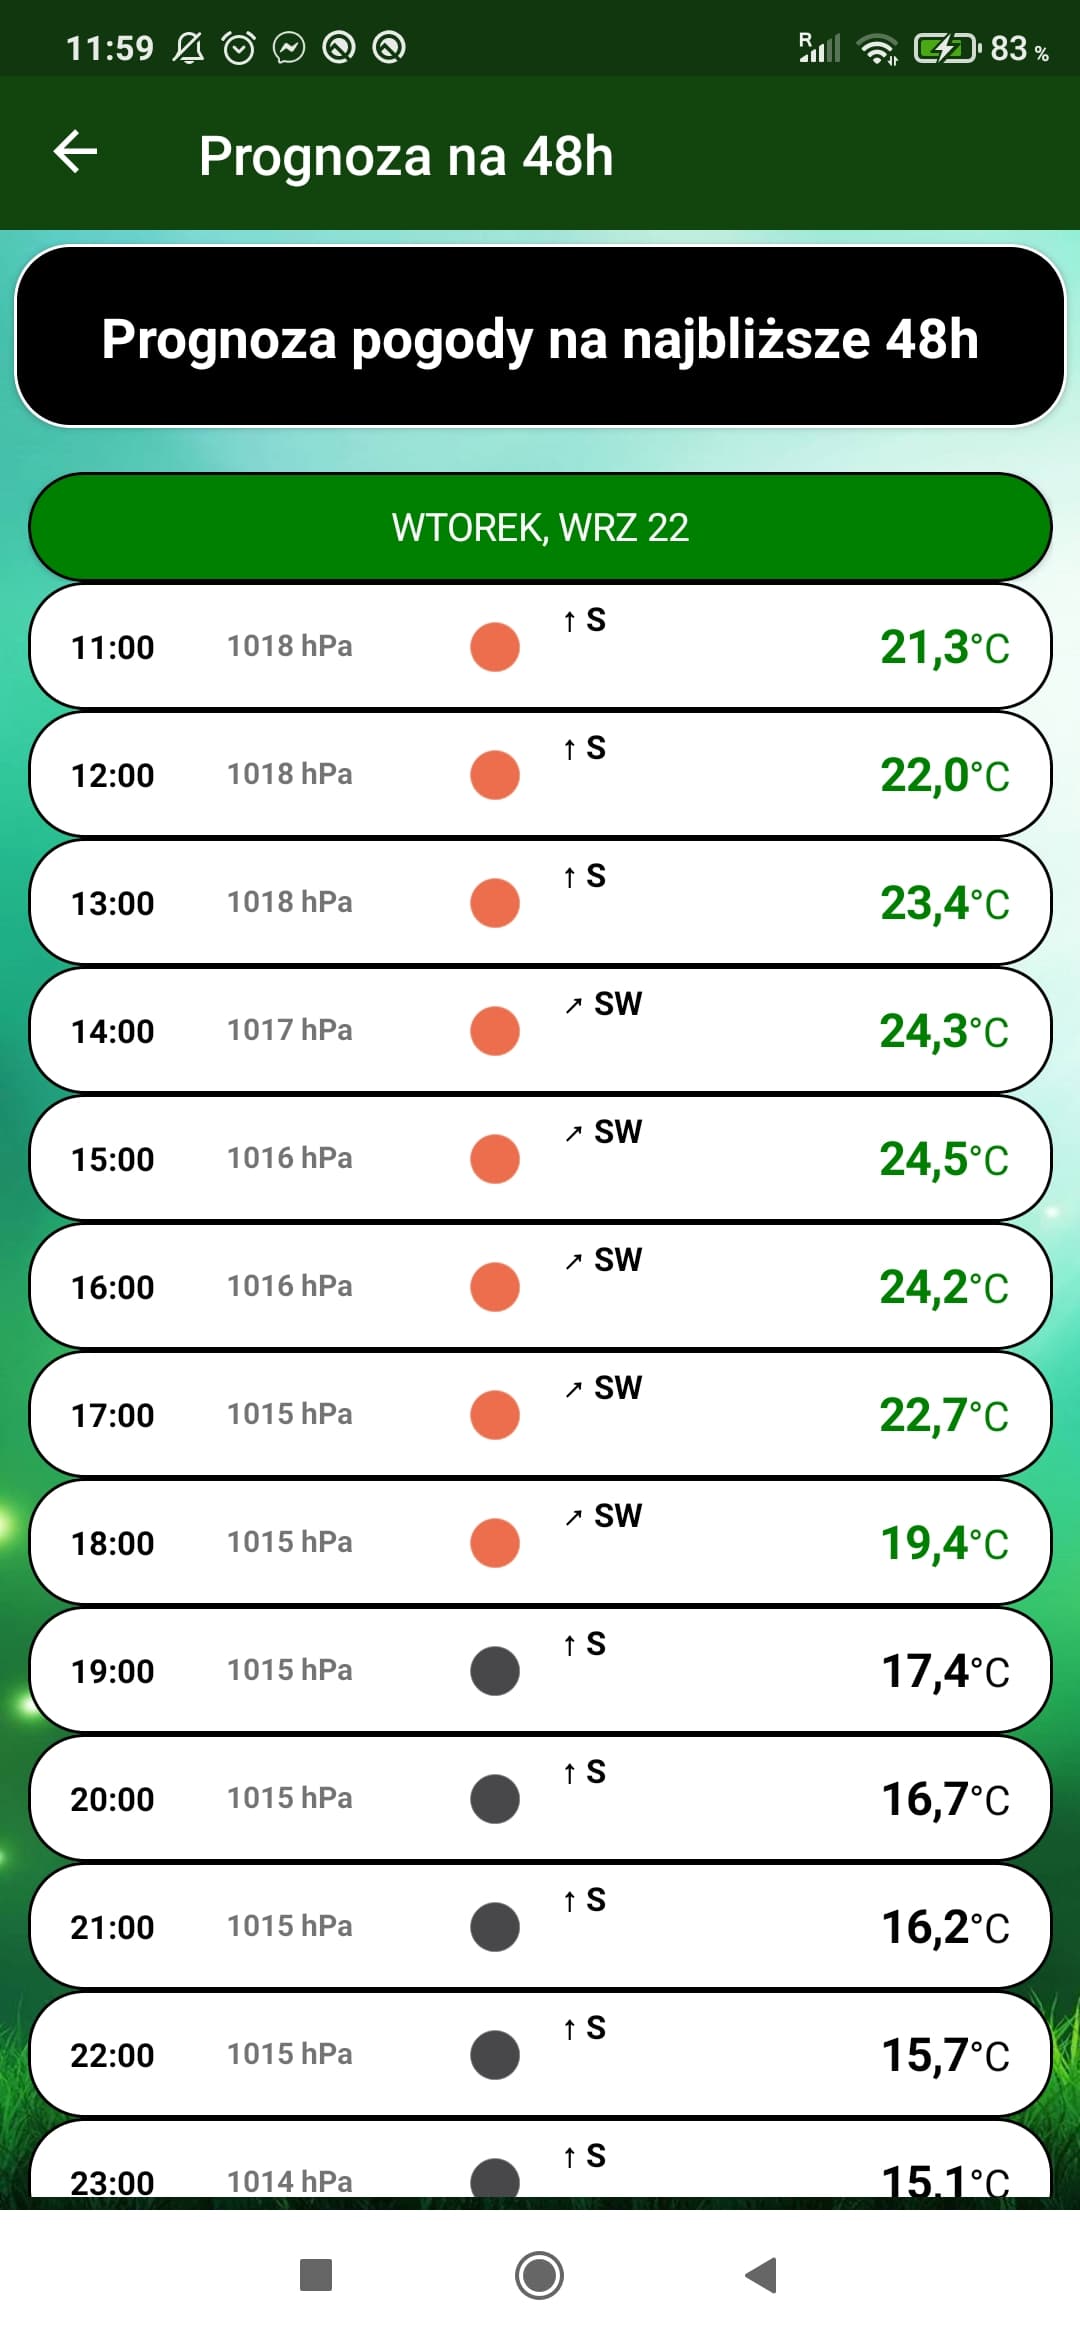 11:59 R 83 %
Prognoza na 48h
Prognoza pogody na najbliższe 48h
WTOREK, WRZ 22
11:00 1018 hPa ↑ S 21,3°C
12:00 1018 hPa ↑ S 22,0°C
13:00 1018 hPa ↑ S 23,4°C
14:00 1017 hPa ↗ SW 24,3°C
15:00 1016 hPa ↗ SW 24,5°C
16:00 1016 hPa ↗ SW 24,2°C
17:00 1015 hPa ↗ SW 22,7°C
18:00 1015 hPa ↗ SW 19,4°C
19:00 1015 hPa ↑ S 17,4°C
20:00 1015 hPa ↑ S 16,7°C
21:00 1015 hPa ↑ S 16,2°C
22:00 1015 hPa ↑ S 15,7°C
23:00 1014 hPa ↑ S 15,1°C